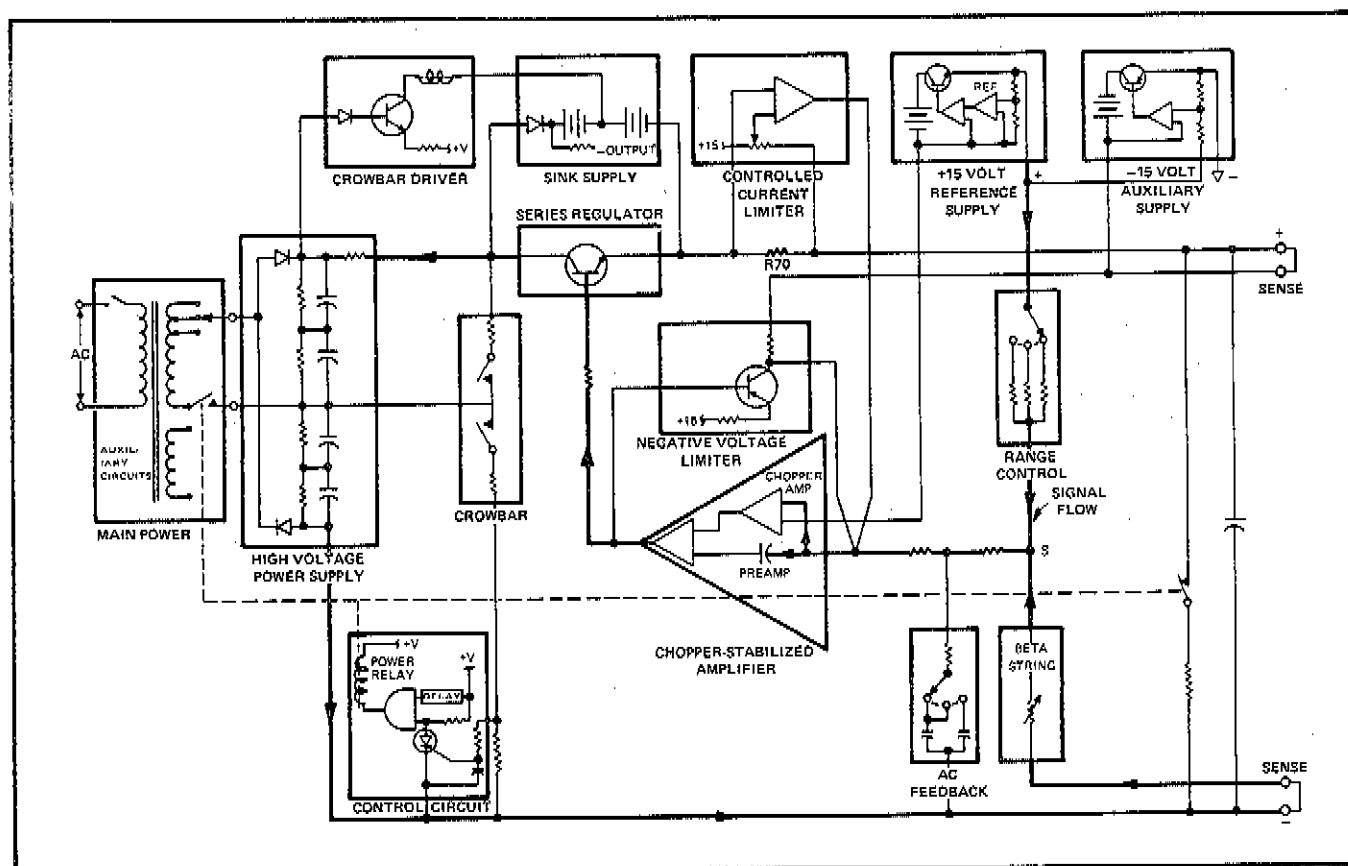 CROWBAR DRIVER
+V
SINK SUPPLY
-OUTPUT
CONTROLLED
CURRENT
LIMITER
+15
+15 VOLT
REFERENCE
SUPPLY
REF
+
-15 VOLT
AUXILIARY
SUPPLY
-
SERIES REGULATOR
R70
+
SENSE
AC
AUXIL-
IARY
CIRCUITS
MAIN POWER
HIGH VOLTAGE
POWER SUPPLY
CROWBAR
NEGATIVE VOLTAGE
LIMITER
RANGE
CONTROL
SIGNAL
FLOW
S
CHOPPER
AMP
PREAMP
CHOPPER-STABILIZED
AMPLIFIER
POWER
RELAY
+V
+V
DELAY
CONTROL CIRCUIT
AC
FEEDBACK
BETA
STRING
SENSE
-